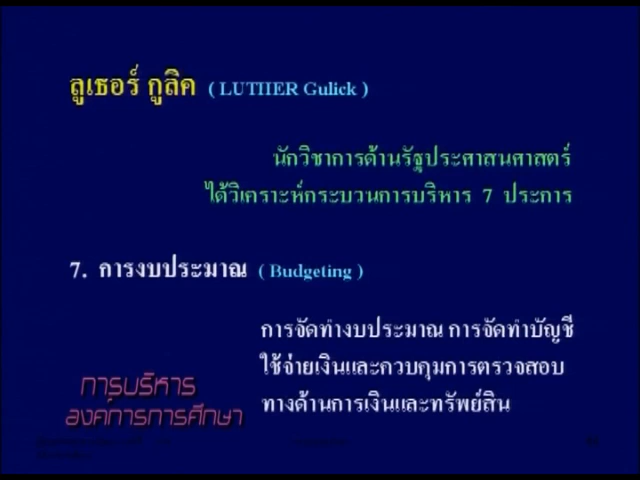 ลูเธอร์ กูลิค ( LUTHER Gulick )
นักวิชาการด้านรัฐประศาสนศาสตร์
ได้วิเคราะห์กระบวนการบริหาร 7 ประการ
7. การงบประมาณ ( Budgeting )
การจัดทำงบประมาณ การจัดทำบัญชี
ใช้จ่ายเงินและควบคุมการตรวจสอบ
ทางด้านการเงินและทรัพย์สิน
การบริหาร
องค์การการศึกษา